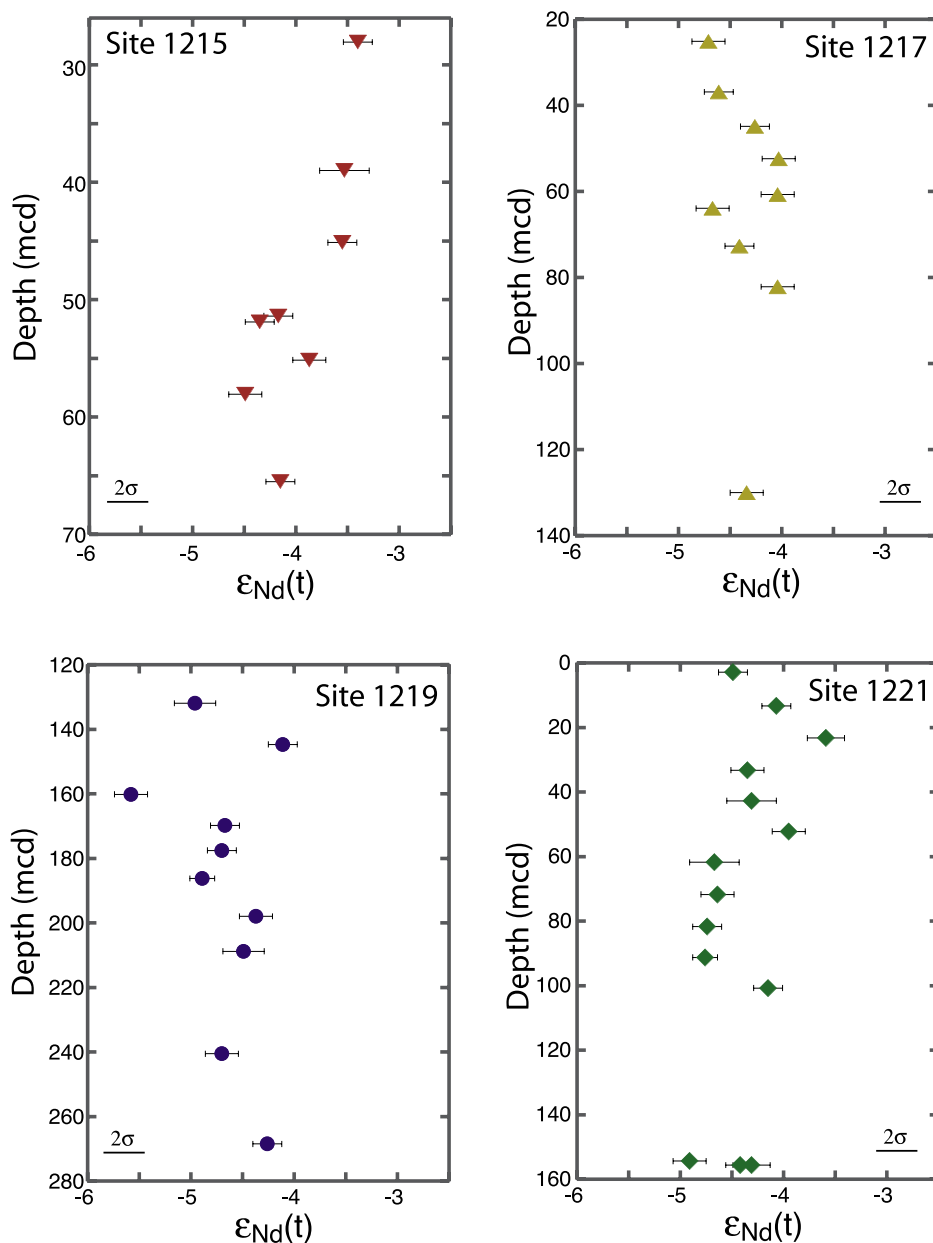 Site 1215
30
40
50
60
70
Depth (mcd)
2σ
-6
-5
-4
-3
εNd(t)
Site 1217
20
40
60
80
100
120
140
Depth (mcd)
2σ
-6
-5
-4
-3
εNd(t)
Site 1219
120
140
160
180
200
220
240
260
280
Depth (mcd)
2σ
-6
-5
-4
-3
εNd(t)
Site 1221
0
20
40
60
80
100
120
140
160
Depth (mcd)
2σ
-6
-5
-4
-3
εNd(t)